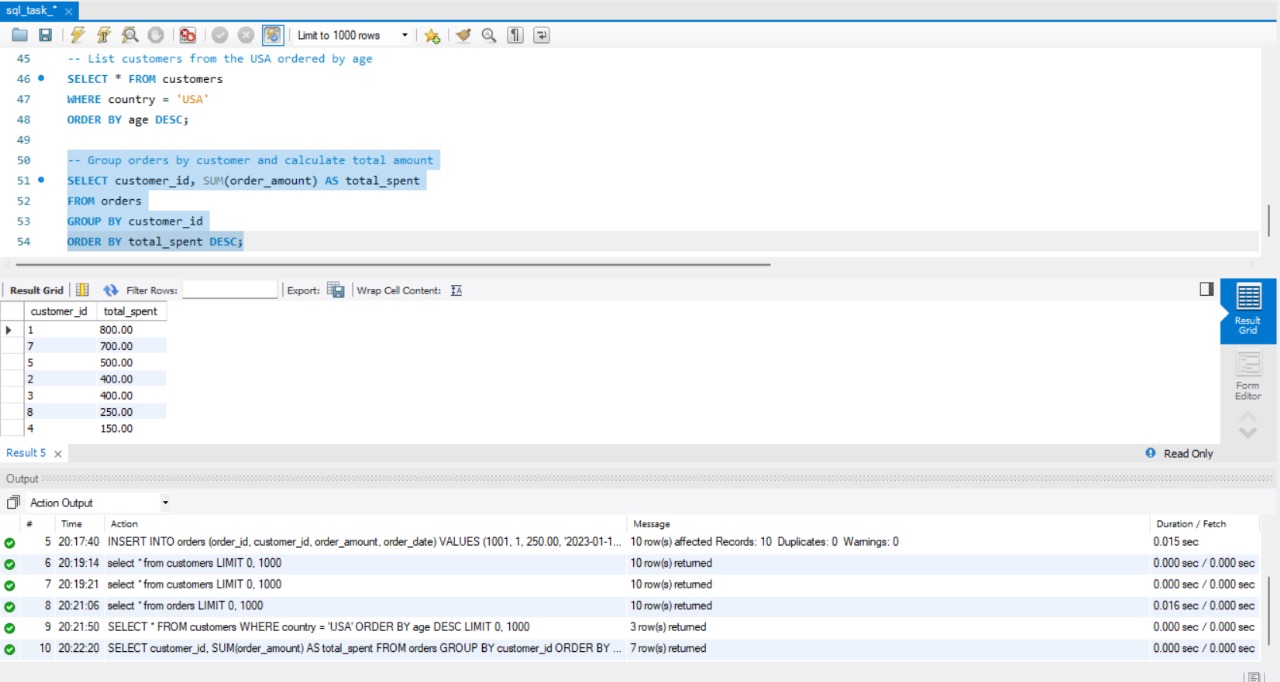 sql_task_*
Limit to 1000 rows
45 -- List customers from the USA ordered by age
46 SELECT * FROM customers
47 WHERE country = 'USA'
48 ORDER BY age DESC;
49
50 -- Group orders by customer and calculate total amount
51 SELECT customer_id, SUM(order_amount) AS total_spent
52 FROM orders
53 GROUP BY customer_id
54 ORDER BY total_spent DESC;
Result Grid Filter Rows: Export: Wrap Cell Content:
customer_id total_spent
1 800.00
7 700.00
5 500.00
2 400.00
3 400.00
8 250.00
4 150.00
Result
Grid
Form
Editor
Result 5 Read Only
Output
Action Output
# Time Action Message Duration / Fetch
5 20:17:40 INSERT INTO orders (order_id, customer_id, order_amount, order_date) VALUES (1001, 1, 250.00, '2023-01-1... 10 row(s) affected Records: 10 Duplicates: 0 Warnings: 0 0.015 sec
6 20:19:14 select * from customers LIMIT 0, 1000 10 row(s) returned 0.000 sec / 0.000 sec
7 20:19:21 select * from customers LIMIT 0, 1000 10 row(s) returned 0.000 sec / 0.000 sec
8 20:21:06 select * from orders LIMIT 0, 1000 10 row(s) returned 0.016 sec / 0.000 sec
9 20:21:50 SELECT * FROM customers WHERE country = 'USA' ORDER BY age DESC LIMIT 0, 1000 3 row(s) returned 0.000 sec / 0.000 sec
10 20:22:20 SELECT customer_id, SUM(order_amount) AS total_spent FROM orders GROUP BY customer_id ORDER BY ... 7 row(s) returned 0.000 sec / 0.000 sec